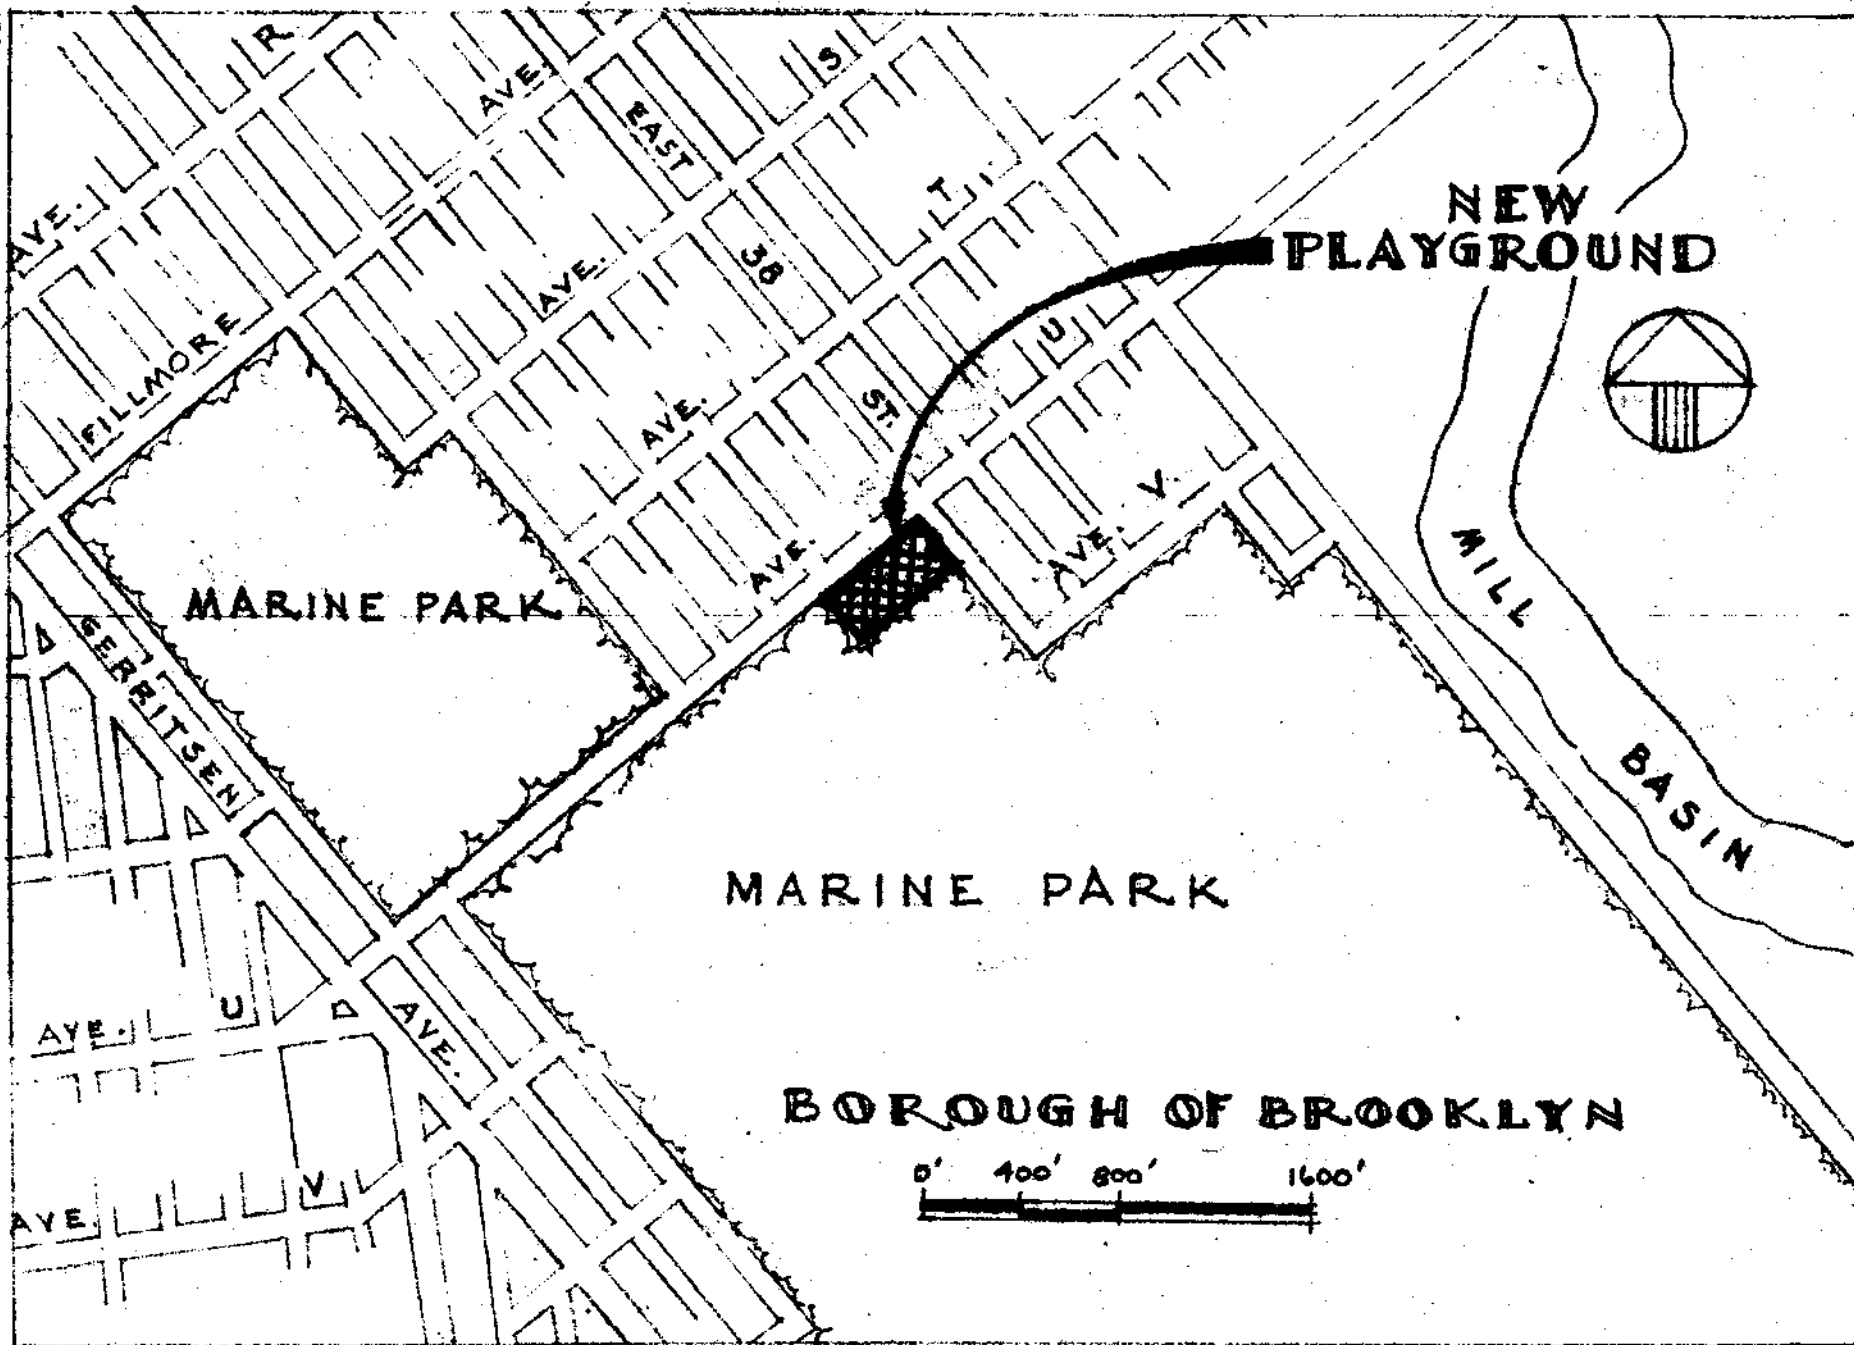 AVE. R
AVE. S
EAST 38 ST.
AVE. T
FILLMORE AVE.
AVE. U
AVE. V
NEW
PLAYGROUND
MARINE PARK
GERRITSEN AVE.
MILL BASIN
MARINE PARK
AVE. U
BOROUGH OF BROOKLYN
0' 400' 800' 1600'
AVE. V